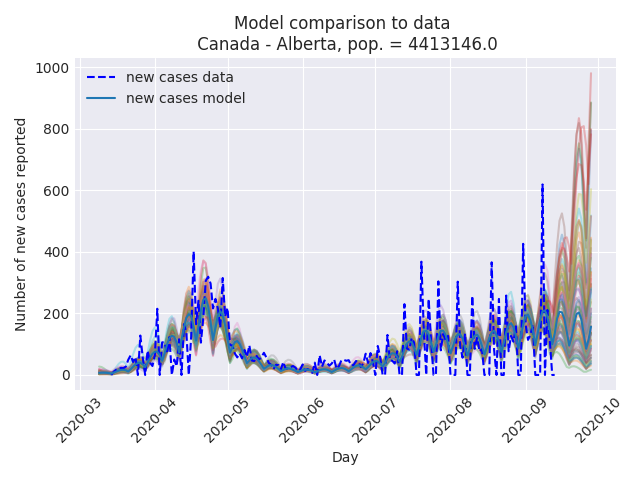 Model comparison to data
Canada - Alberta, pop. = 4413146.0
new cases data
new cases model
Number of new cases reported
1000
800
600
400
200
0
2020-03
2020-04
2020-05
2020-06
2020-07
2020-08
2020-09
2020-10
Day